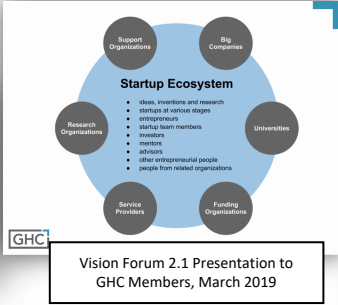 Support
Organizations
Big
Companies
Startup Ecosystem
• ideas, inventions and research
• startups at various stages
• entrepreneurs
• startup team members
• investors
• mentors
• advisors
• other entrepreneurial people
• people from related organizations
Research
Organizations
Universities
Service
Providers
Funding
Organizations
GHC
Vision Forum 2.1 Presentation to
GHC Members, March 2019